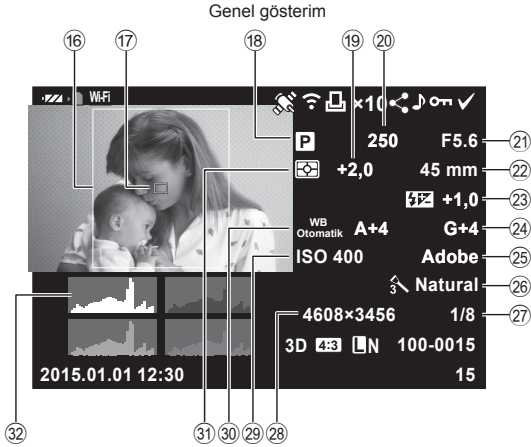 Genel gösterim
16 17 18 19 20
Wi-Fi ×10
P 250 F5.6 21
+2,0 45 mm 22
+1,0 23
WB Otomatik A+4 G+4 24
ISO 400 Adobe 25
3 Natural 26
4608×3456 1/8 27
3D 4:3 L N 100-0015
2015.01.01 12:30 15
32 31 30 29 28